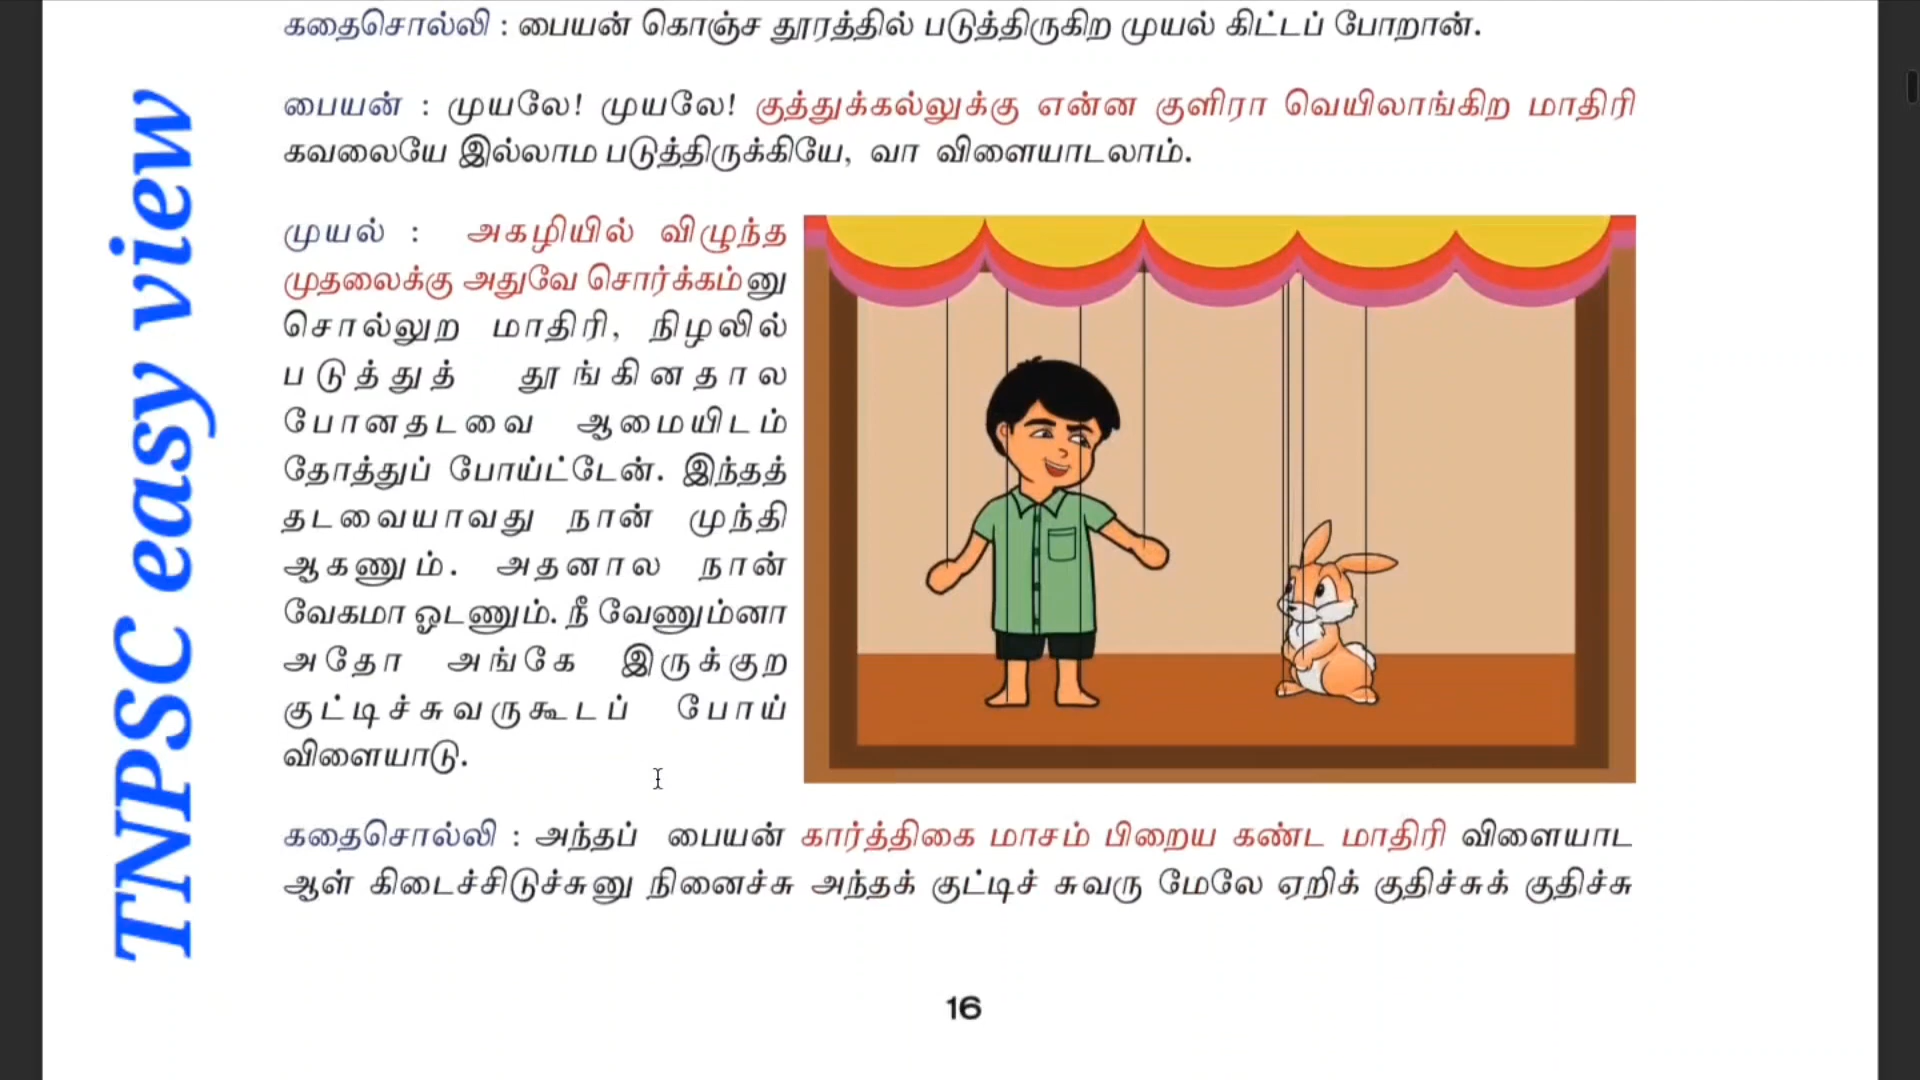 கதைசொல்லி : பையன் கொஞ்ச தூரத்தில் படுத்திருகிற முயல் கிட்டப் போறான்.
பையன் : முயலே! முயலே! குத்துக்கல்லுக்கு என்ன குளிரா வெயிலாங்கிற மாதிரி
கவலையே இல்லாம படுத்திருக்கியே, வா விளையாடலாம்.
முயல் : அகழியில் விழுந்த
முதலைக்கு அதுவே சொர்க்கம்னு
சொல்லுற மாதிரி, நிழலில்
படுத்துத் தூங்கினதால
போனதடவை ஆமையிடம்
தோத்துப் போய்ட்டேன். இந்தத்
தடவையாவது நான் முந்தி
ஆகணும். அதனால நான்
வேகமா ஓடணும். நீ வேணும்னா
அதோ அங்கே இருக்குற
குட்டிச்சுவருகூடப் போய்
விளையாடு.
கதைசொல்லி : அந்தப் பையன் கார்த்திகை மாசம் பிறைய கண்ட மாதிரி விளையாட
ஆள் கிடைச்சிடுச்சுனு நினைச்சு அந்தக் குட்டிச் சுவரு மேலே ஏறிக் குதிச்சுக் குதிச்சு
16
TNPSC easy view